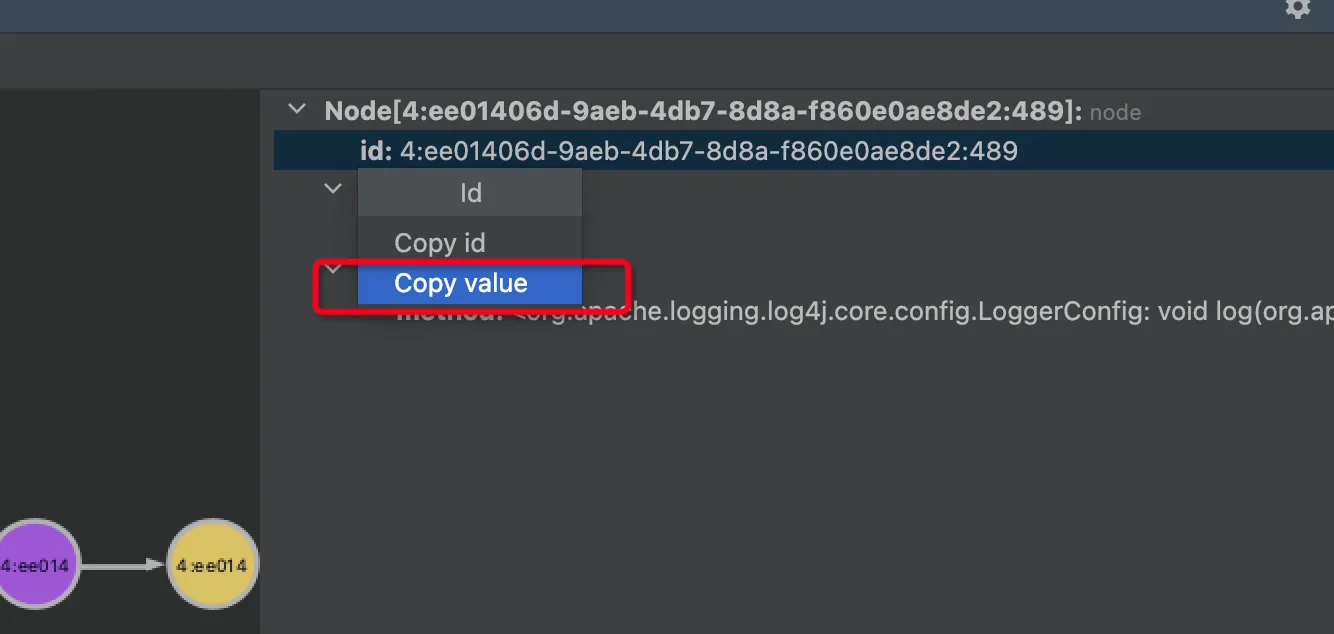 Node[4:ee01406d-9aeb-4db7-8d8a-f860e0ae8de2:489]: node
id: 4:ee01406d-9aeb-4db7-8d8a-f860e0ae8de2:489
Id
Copy id
Copy value
method: <org.apache.logging.log4j.core.config.LoggerConfig: void log(org.ap
4:ee014
4:ee014